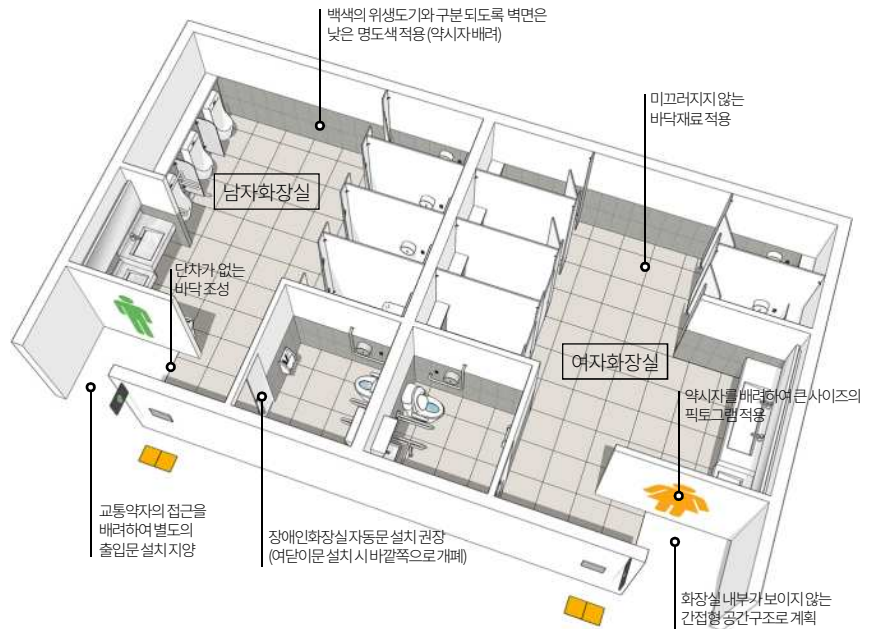 백색의 위생도기와 구분 되도록 벽면은
낮은 명도색 적용 (약시자 배려)
미끄러지지 않는
바닥재료 적용
남자화장실
단차가 없는
바닥 조성
여자화장실
약시자를 배려하여 큰 사이즈의
픽토그램 적용
교통약자의 접근을
배려하여 별도의
출입문 설치 지양
장애인화장실 자동문 설치 권장
(여닫이문 설치 시 바깥쪽으로 개폐)
화장실 내부가 보이지 않는
간접형 공간구조로 계획